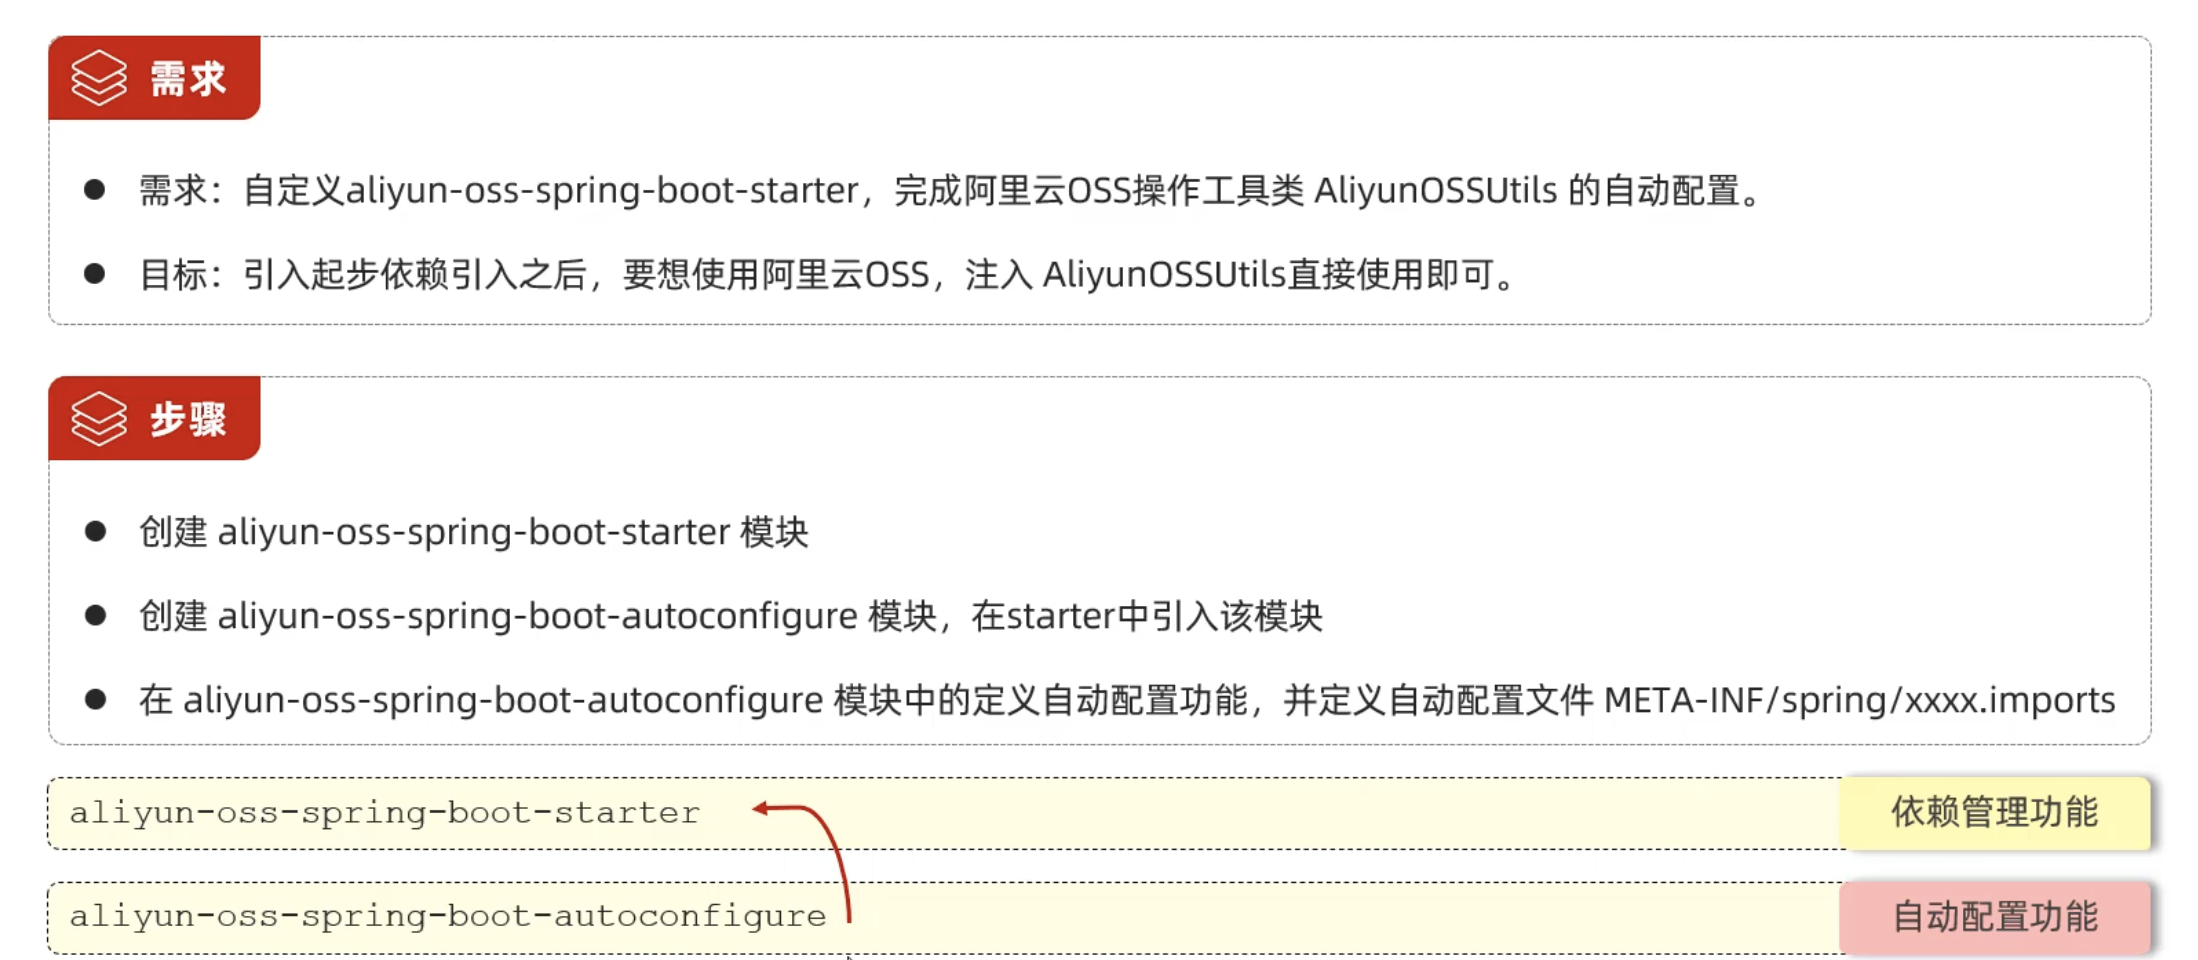 需求
需求：自定义aliyun-oss-spring-boot-starter，完成阿里云OSS操作工具类 AliyunOSSUtils 的自动配置。
目标：引入起步依赖引入之后，要想使用阿里云OSS，注入 AliyunOSSUtils直接使用即可。
步骤
创建 aliyun-oss-spring-boot-starter 模块
创建 aliyun-oss-spring-boot-autoconfigure 模块，在starter中引入该模块
在 aliyun-oss-spring-boot-autoconfigure 模块中的定义自动配置功能，并定义自动配置文件 META-INF/spring/xxxx.imports
aliyun-oss-spring-boot-starter
依赖管理功能
aliyun-oss-spring-boot-autoconfigure
自动配置功能